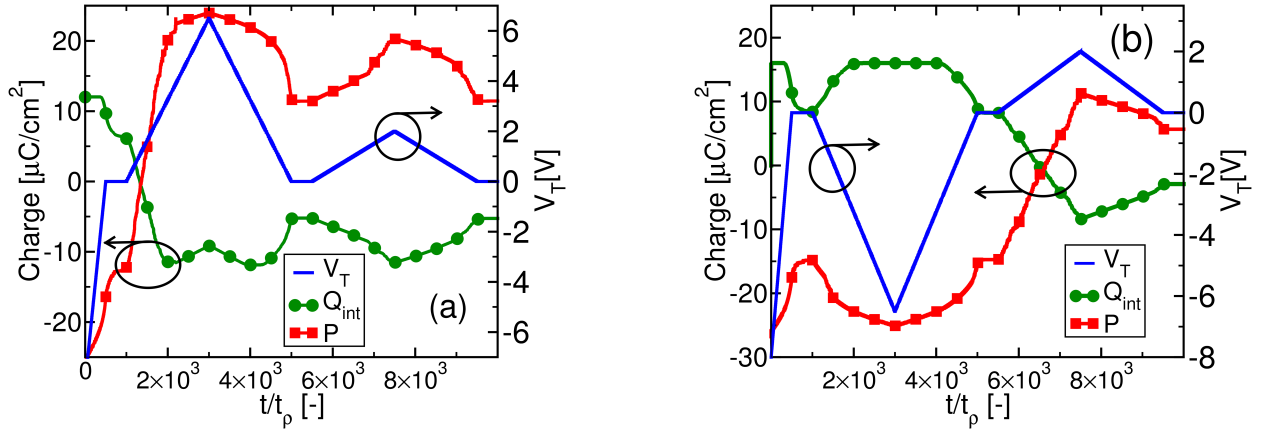 20
10
0
-10
-20
Charge [μC/cm²]
6
4
2
0
-2
-4
-6
V_T [V]
V_T
Q_int
P
(a)
0 2×10³ 4×10³ 6×10³ 8×10³
t/t_ρ [-]
20
10
0
-10
-20
-30
Charge [μC/cm²]
(b)
2
0
-2
-4
-6
-8
V_T [V]
V_T
Q_int
P
2×10³ 4×10³ 6×10³ 8×10³
t/t_ρ [-]